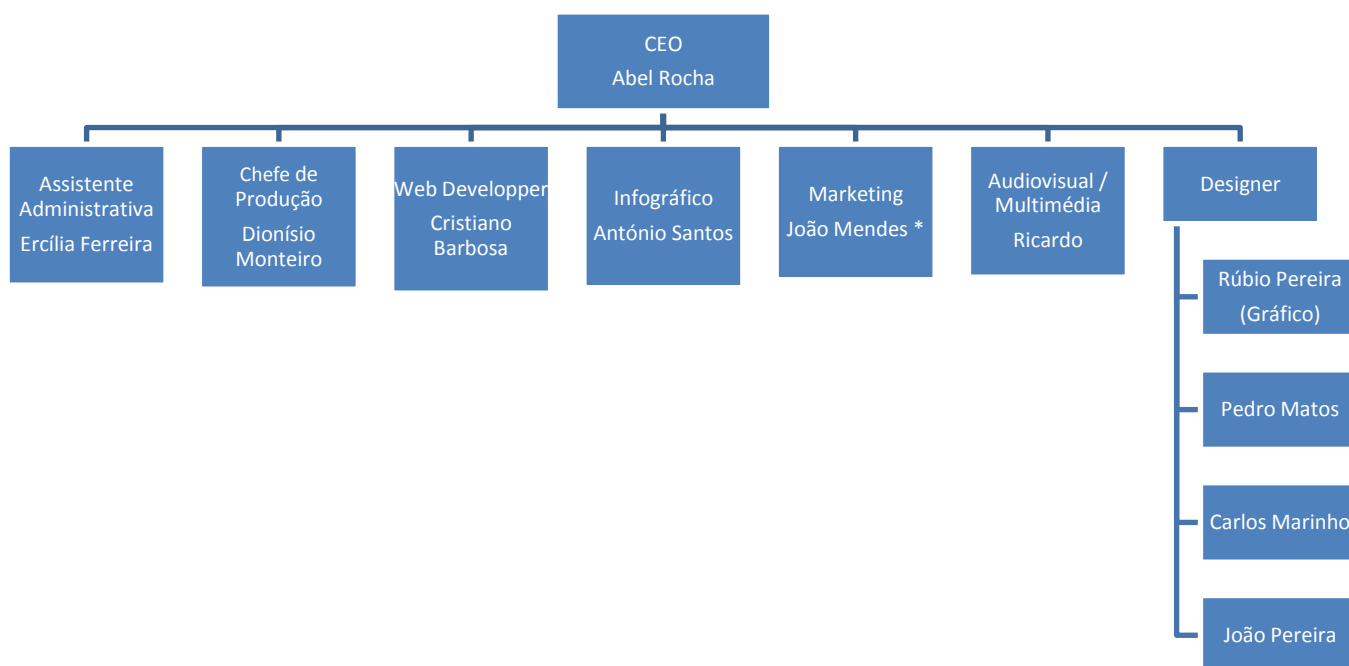 CEO
Abel Rocha
Assistente
Administrativa
Ercília Ferreira
Chefe de
Produção
Dionísio
Monteiro
Web Developper
Cristiano
Barbosa
Infográfico
António Santos
Marketing
João Mendes *
Audiovisual /
Multimédia
Ricardo
Designer
Rúbio Pereira
(Gráfico)
Pedro Matos
Carlos Marinho
João Pereira